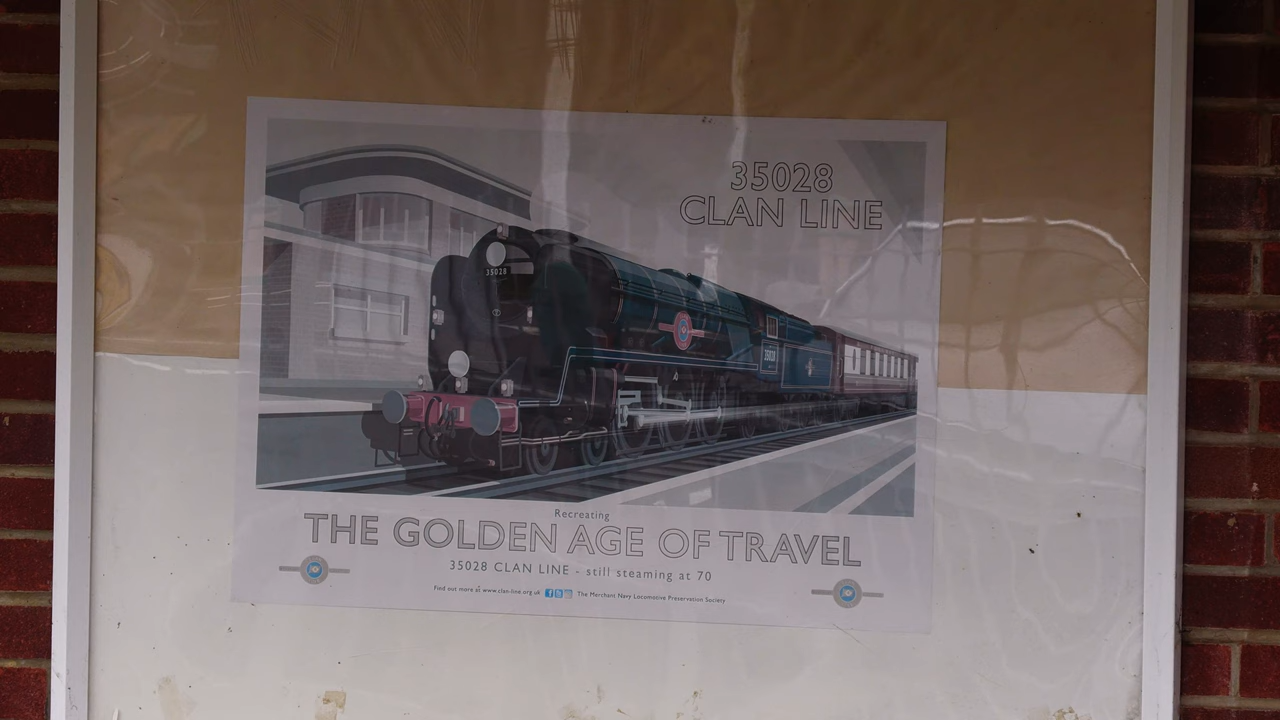 35028
CLAN LINE
35028
35028
Recreating
THE GOLDEN AGE OF TRAVEL
35028 CLAN LINE - still steaming at 70
Find out more at www.clan-line.org.uk The Merchant Navy Locomotive Preservation Society